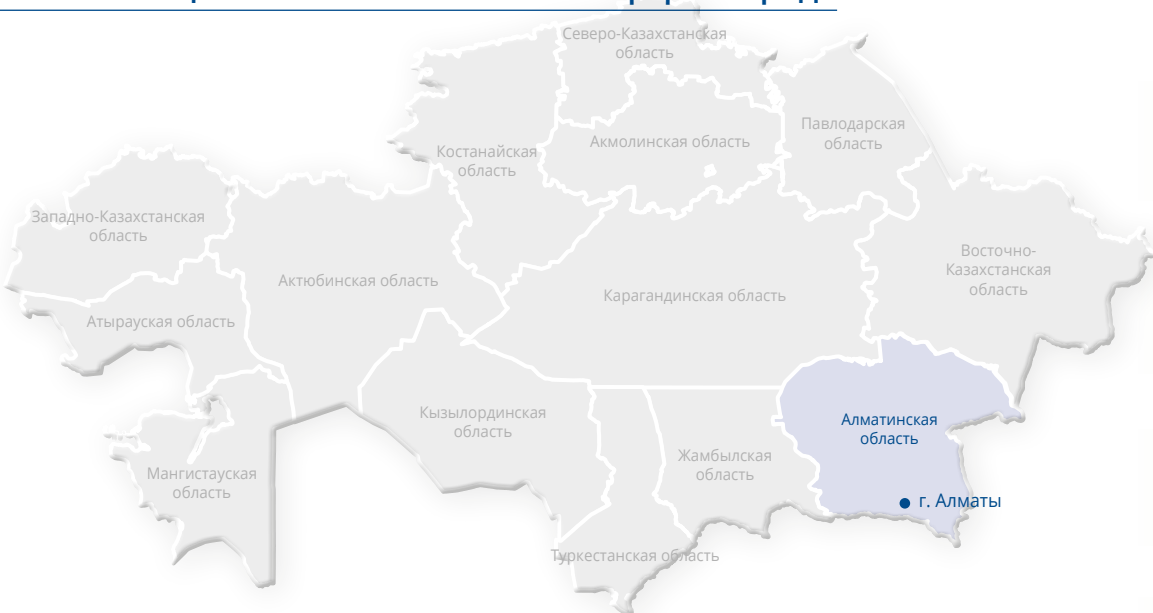 Северо-Казахстанская
область
Павлодарская
область
Акмолинская область
Костанайская
область
Западно-Казахстанская
область
Восточно-
Казахстанская
область
Актюбинская область
Карагандинская область
Атырауская область
Кызылординская
область
Алматинская
область
Жамбылская
область
Мангистауская
область
г. Алматы
Туркестанская область